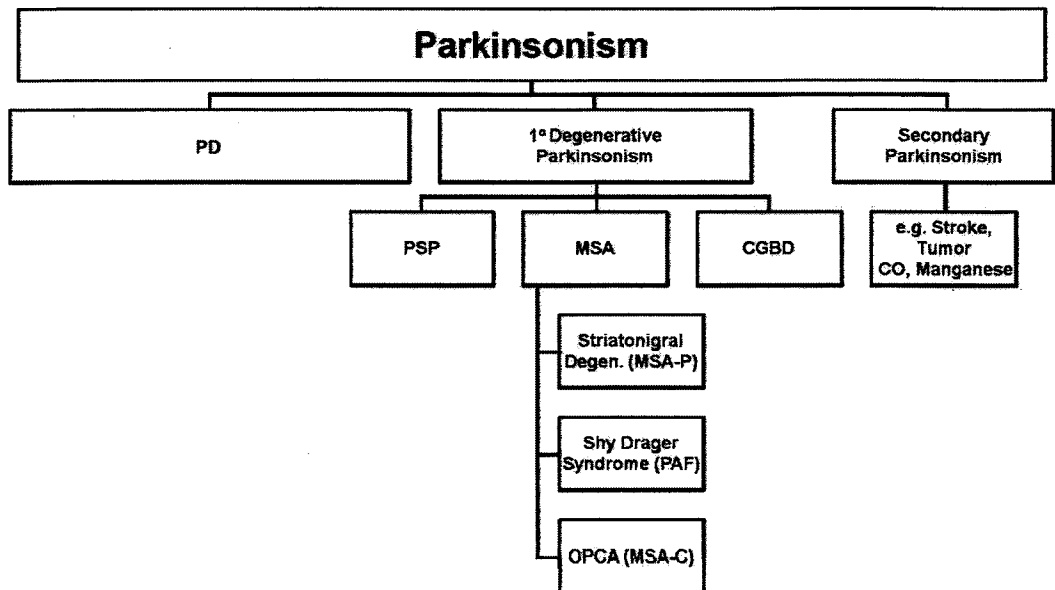 Parkinsonism
PD
1º Degenerative
Parkinsonism
Secondary
Parkinsonism
PSP
MSA
CGBD
e.g. Stroke,
Tumor
CO, Manganese
Striatonigral
Degen. (MSA-P)
Shy Drager
Syndrome (PAF)
OPCA (MSA-C)